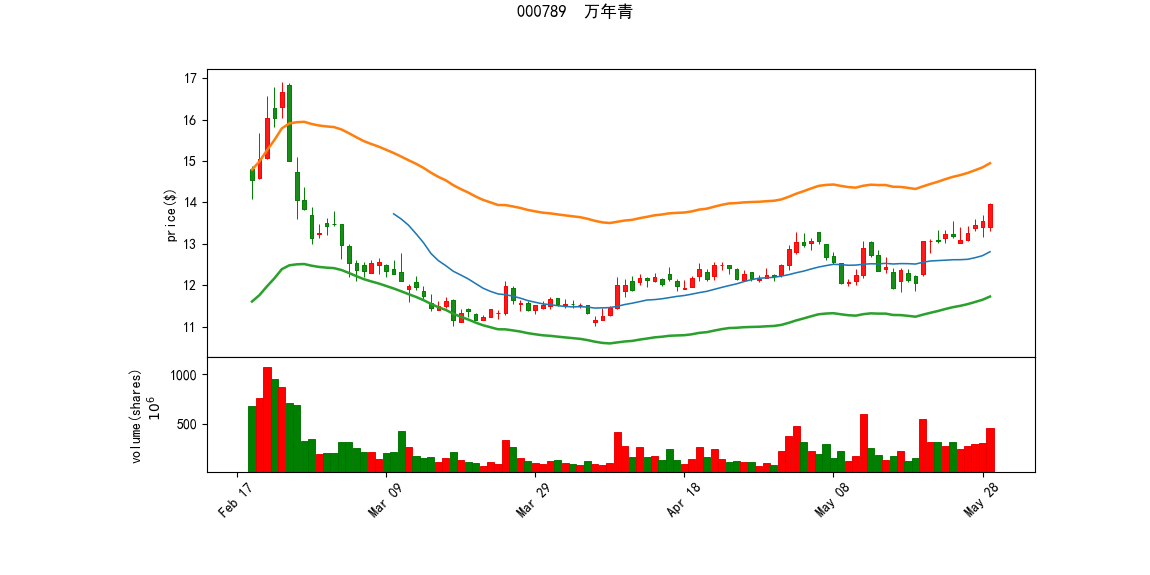 000789 万年青
price($)
17
16
15
14
13
12
11
volume(shares)
10^6
1000
500
Feb 17
Mar 09
Mar 29
Apr 18
May 08
May 28